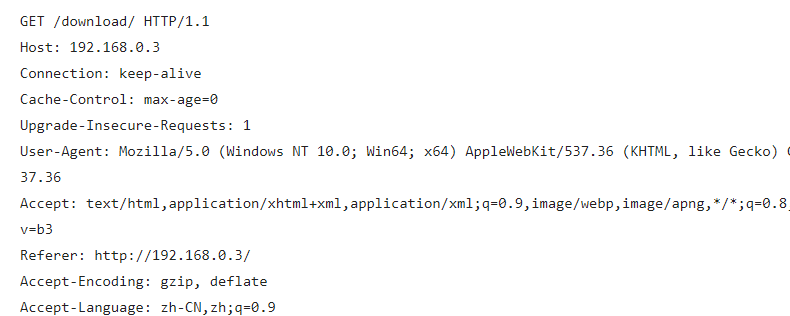 GET /download/ HTTP/1.1
Host: 192.168.0.3
Connection: keep-alive
Cache-Control: max-age=0
Upgrade-Insecure-Requests: 1
User-Agent: Mozilla/5.0 (Windows NT 10.0; Win64; x64) AppleWebKit/537.36 (KHTML, like Gecko)
37.36
Accept: text/html,application/xhtml+xml,application/xml;q=0.9,image/webp,image/apng,*/*;q=0.8,
v=b3
Referer: http://192.168.0.3/
Accept-Encoding: gzip, deflate
Accept-Language: zh-CN,zh;q=0.9